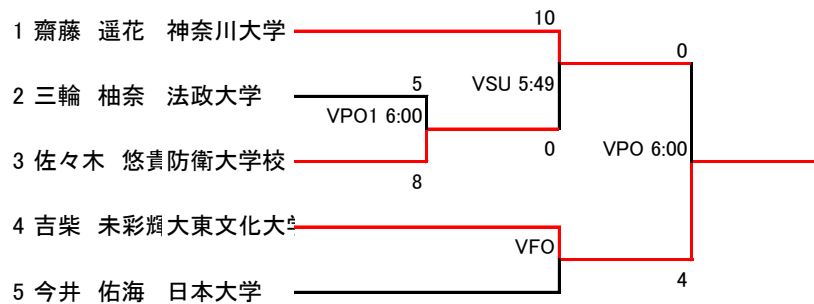 10
1 齋藤 遥花 神奈川大学
0
5
VSU 5:49
2 三輪 柚奈 法政大学
VPO1 6:00
0
VPO 6:00
3 佐々木 悠貴 防衛大学校
8
4 吉柴 未彩輝 大東文化大学
VFO
4
5 今井 佑海 日本大学